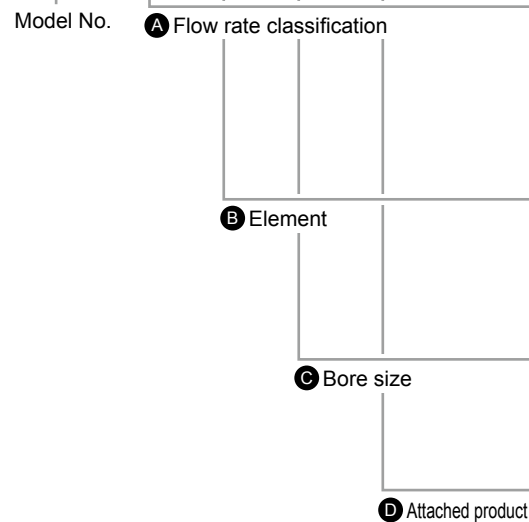 Model No.
A Flow rate classification
B Element
C Bore size
D Attached product